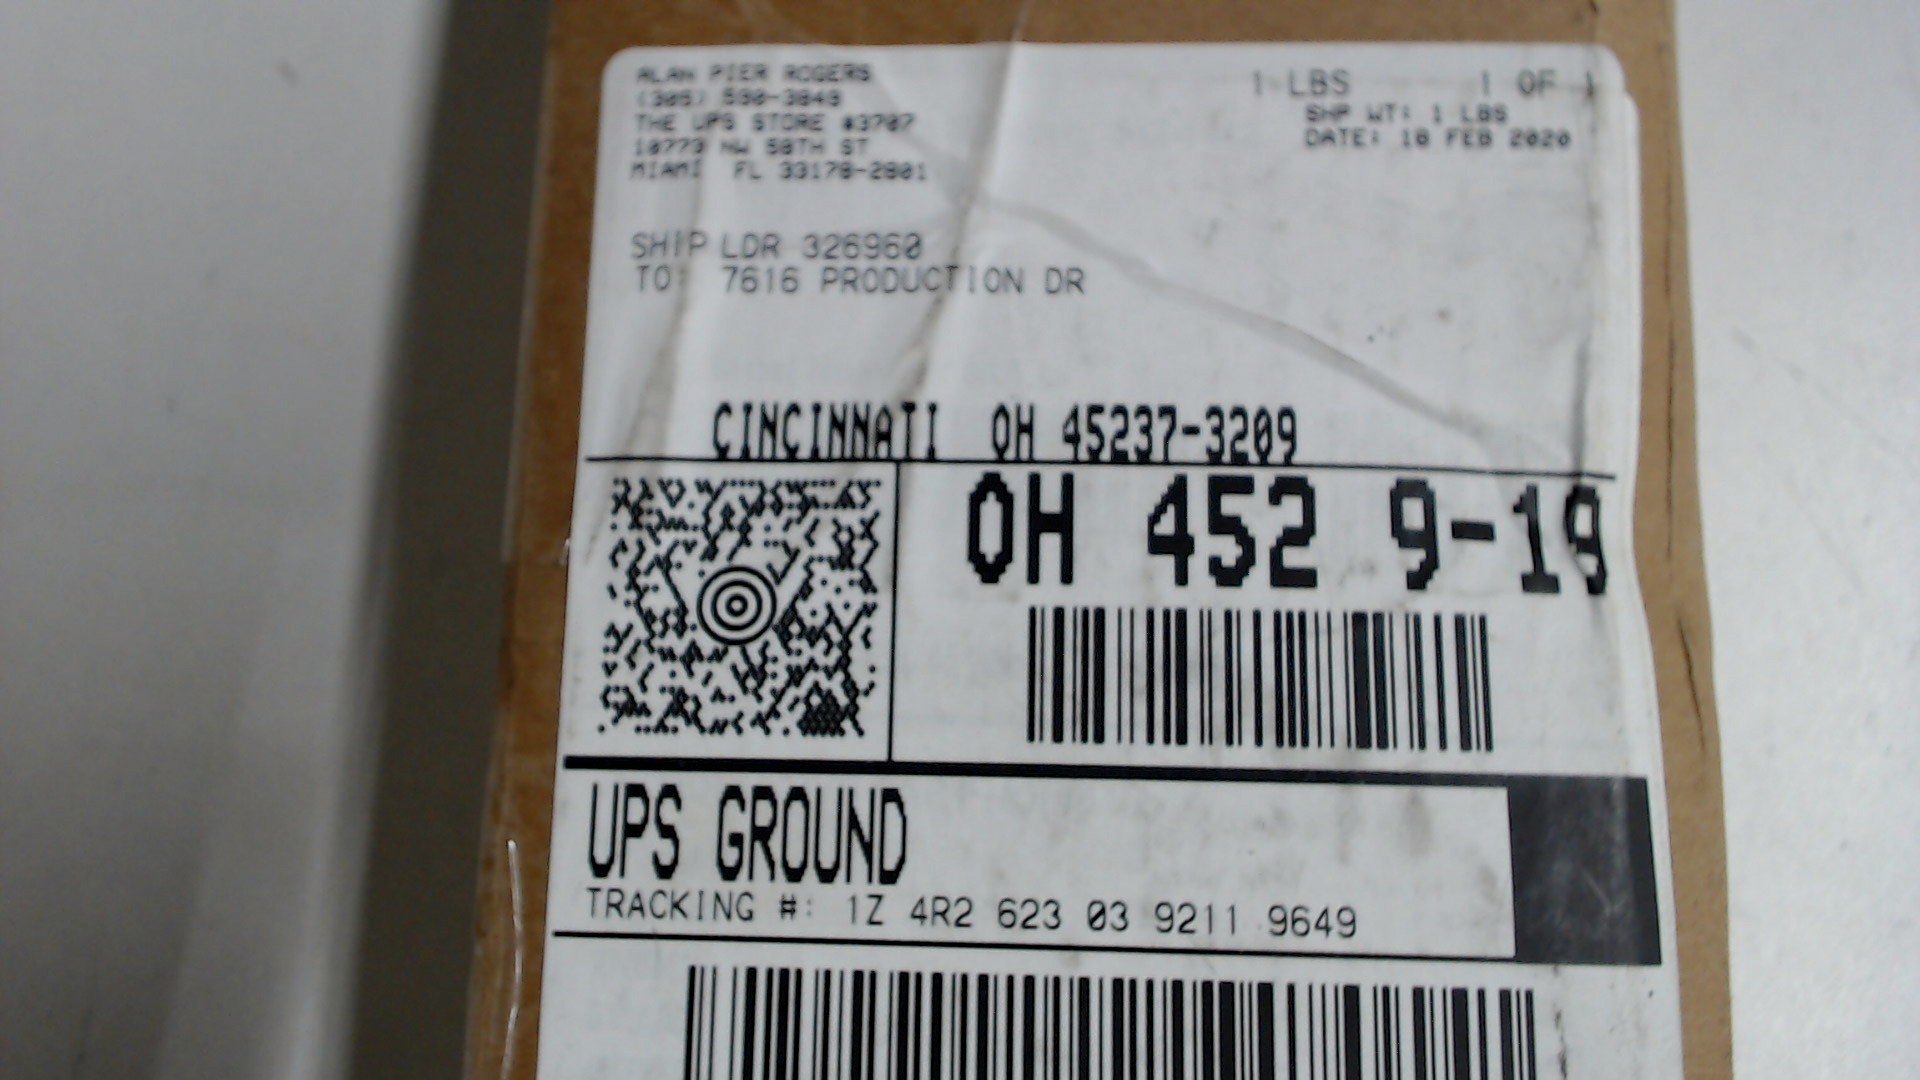 ALAN PIER ROGERS
(305) 590-3849
THE UPS STORE #3707
10773 NW 58TH ST
MIAMI FL 33178-2801
1 LBS 1 OF 1
SHP WT: 1 LBS
DATE: 18 FEB 2020
SHIP LDR 326960
TO: 7616 PRODUCTION DR
CINCINNATI OH 45237-3209
OH 452 9-19
UPS GROUND
TRACKING #: 1Z 4R2 623 03 9211 9649